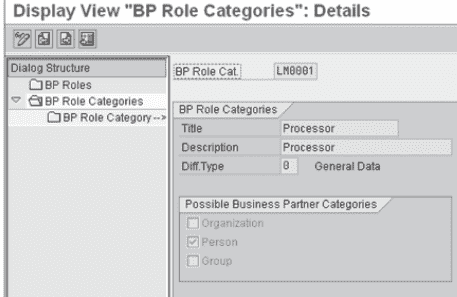 Display View "BP Role Categories": Details
Dialog Structure
BP Roles
BP Role Categories
BP Role Category -->
BP Role Cat. LM0001
BP Role Categories
Title Processor
Description Processor
Diff.Type 0 General Data
Possible Business Partner Categories
Organization
Person
Group